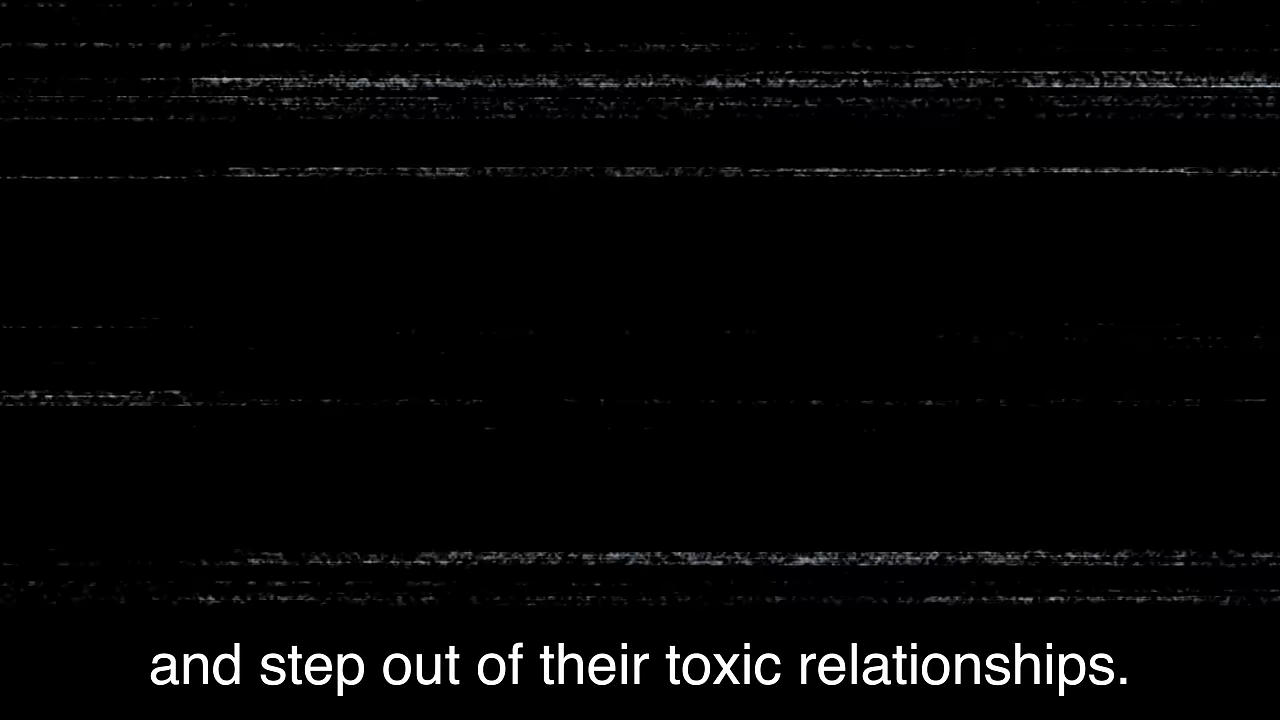 and step out of their toxic relationships.